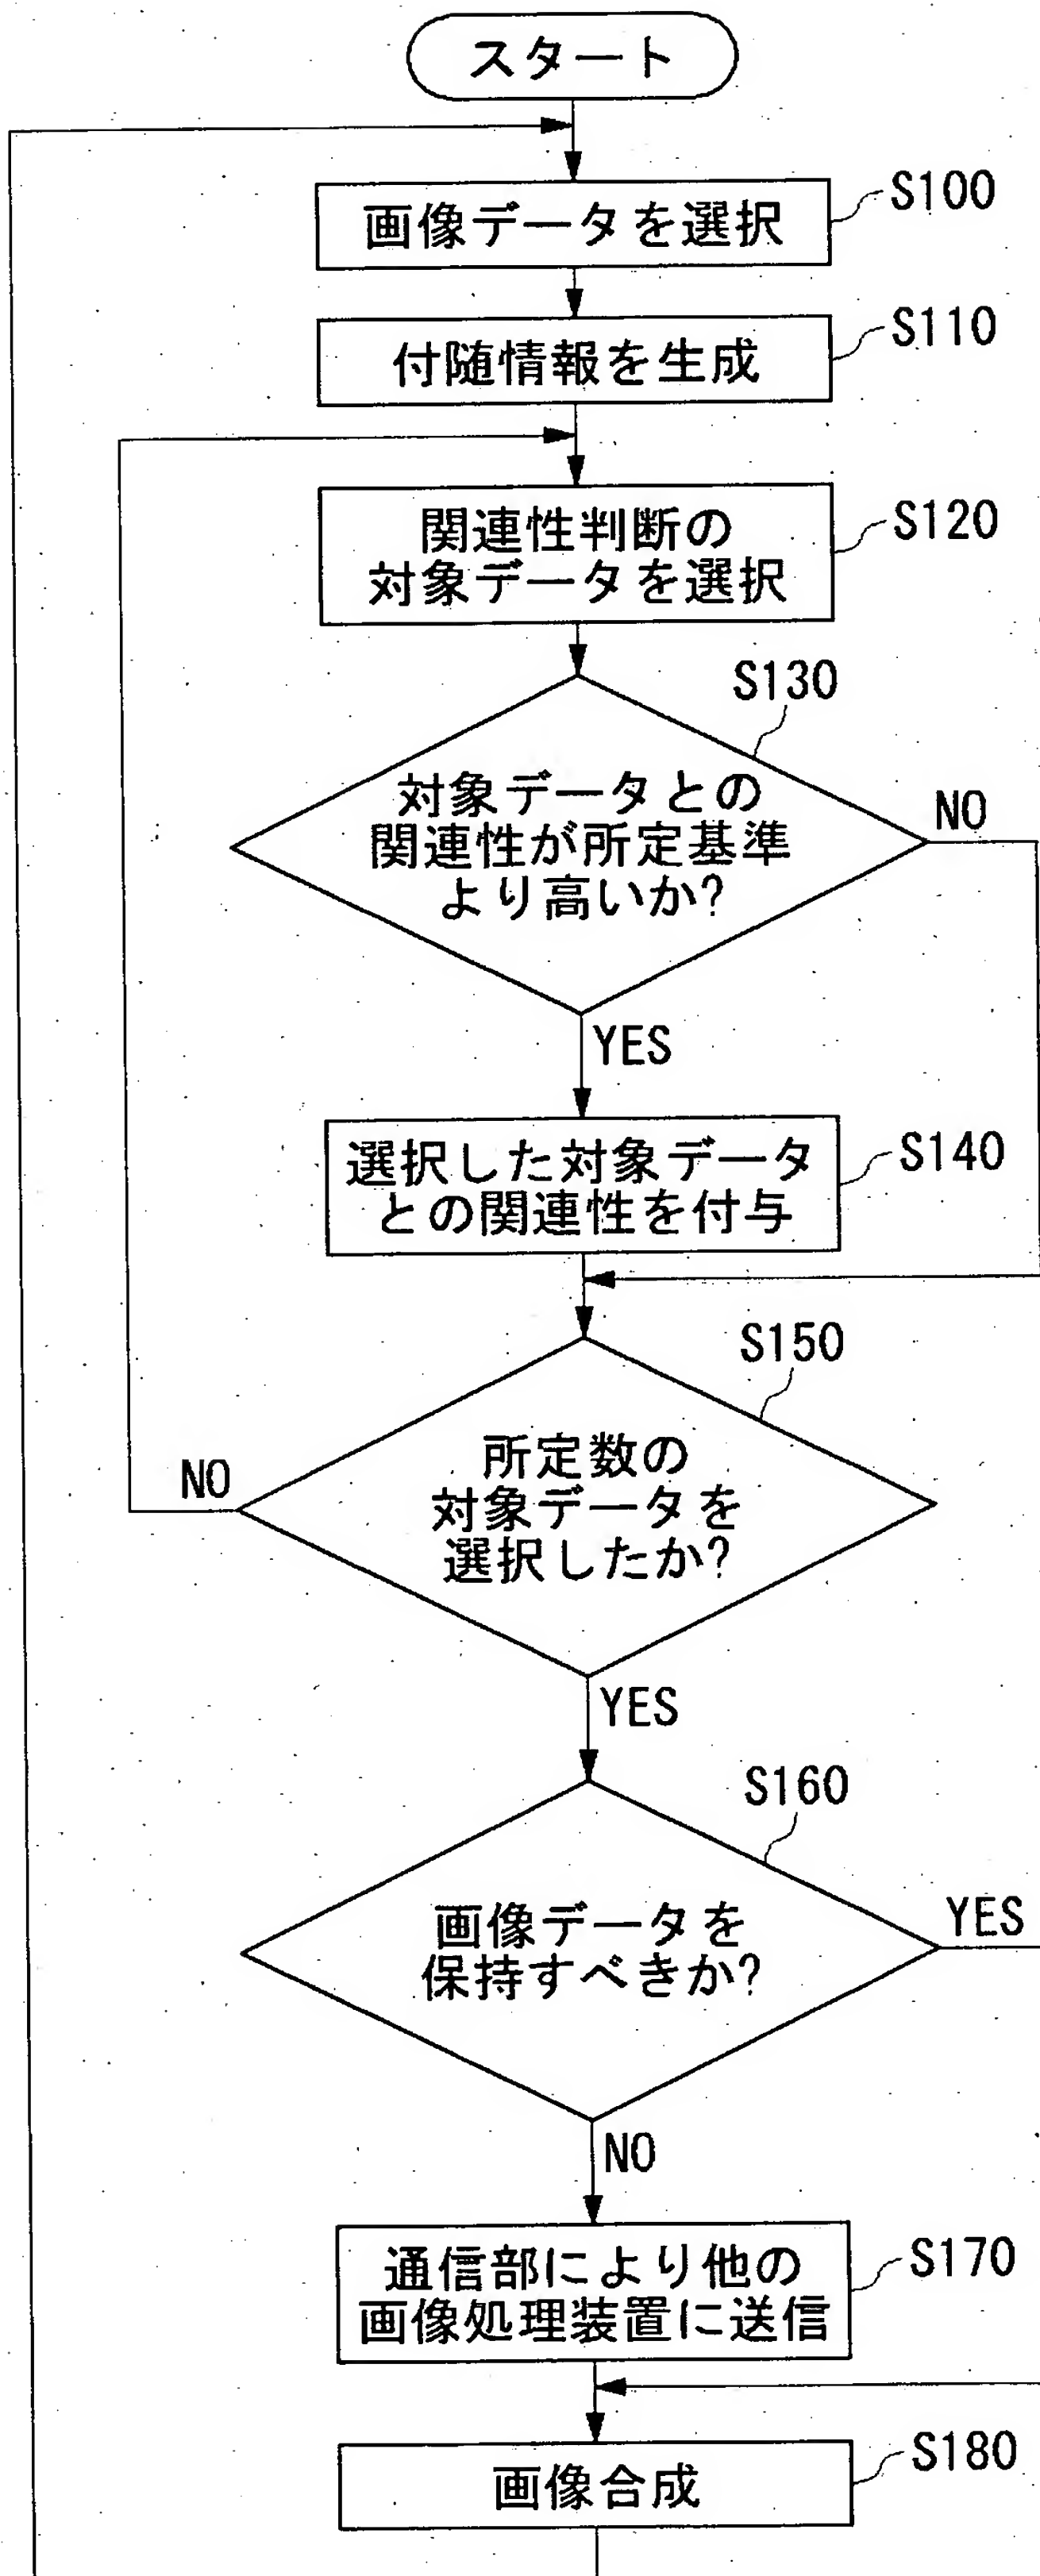 スタート
画像データを選択
S100
付随情報を生成
S110
関連性判断の
対象データを選択
S120
S130
対象データとの
関連性が所定基準
より高いか?
NO
YES
選択した対象データ
との関連性を付与
S140
S150
所定数の
対象データを
選択したか?
NO
YES
S160
画像データを
保持すべきか?
YES
NO
通信部により他の
画像処理装置に送信
S170
画像合成
S180